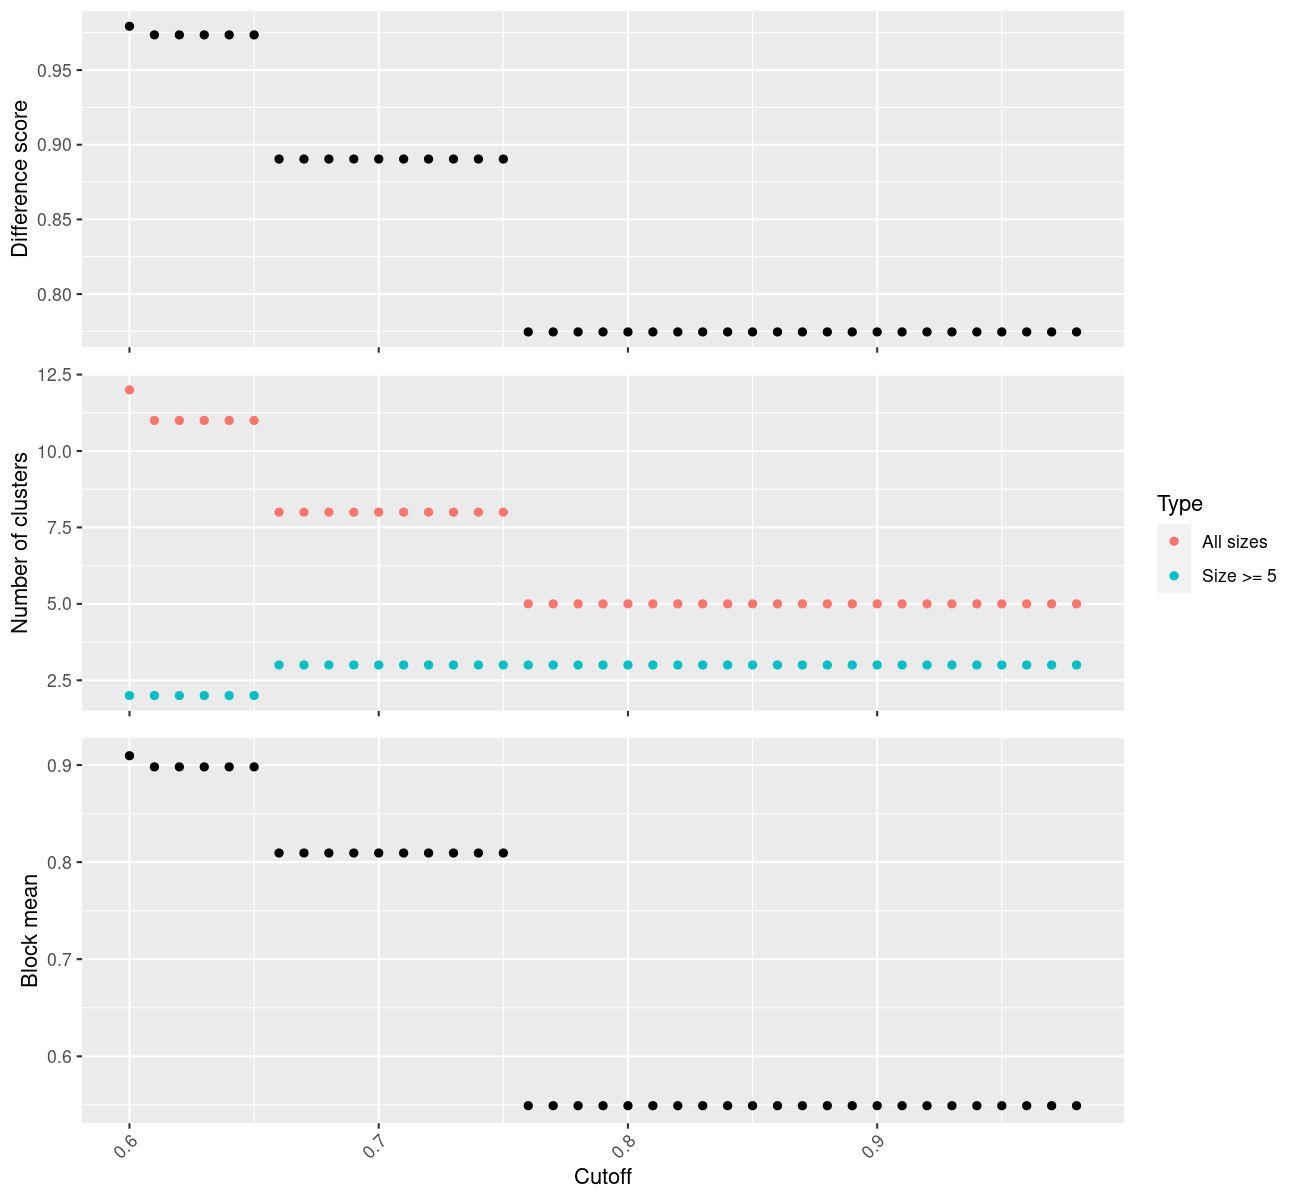 Difference score
0.95
0.90
0.85
0.80
Number of clusters
12.5
10.0
7.5
5.0
2.5
Type
All sizes
Size >= 5
Block mean
0.9
0.8
0.7
0.6
0.6 0.7 0.8 0.9
Cutoff